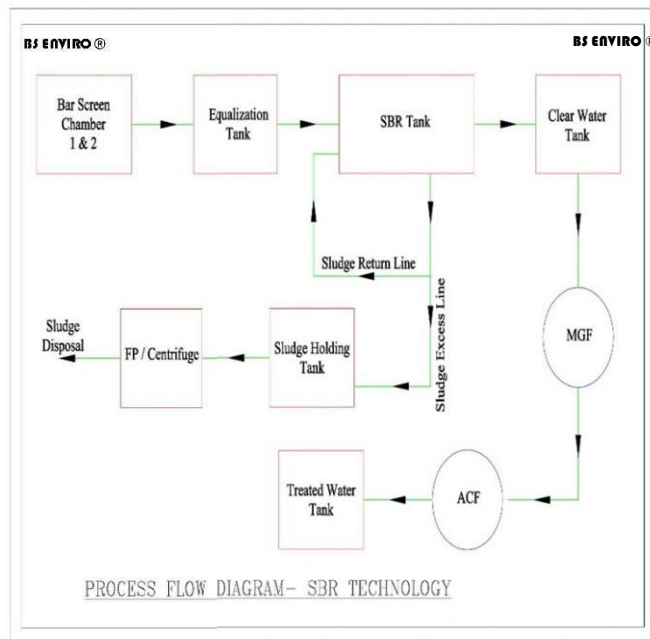 BS ENVIRO ®
BS ENVIRO ®
Bar Screen
Chamber
1 & 2
Equalization
Tank
SBR Tank
Clear Water
Tank
Sludge Return Line
Sludge Excess Line
MGF
Sludge
Disposal
FP / Centrifuge
Sludge Holding
Tank
Treated Water
Tank
ACF
PROCESS FLOW DIAGRAM- SBR TECHNOLOGY